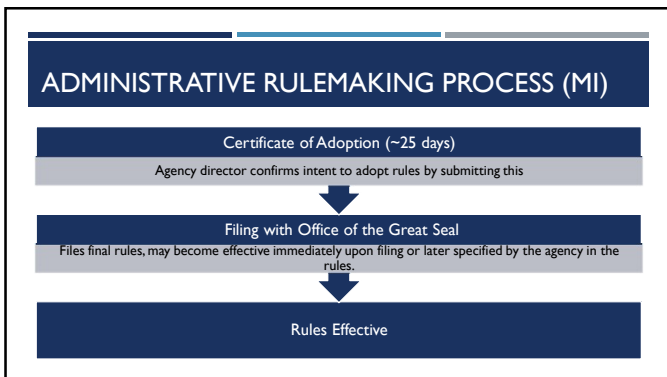 ADMINISTRATIVE RULEMAKING PROCESS (MI)
Certificate of Adoption (~25 days)
Agency director confirms intent to adopt rules by submitting this
Filing with Office of the Great Seal
Files final rules, may become effective immediately upon filing or later specified by the agency in the
rules.
Rules Effective